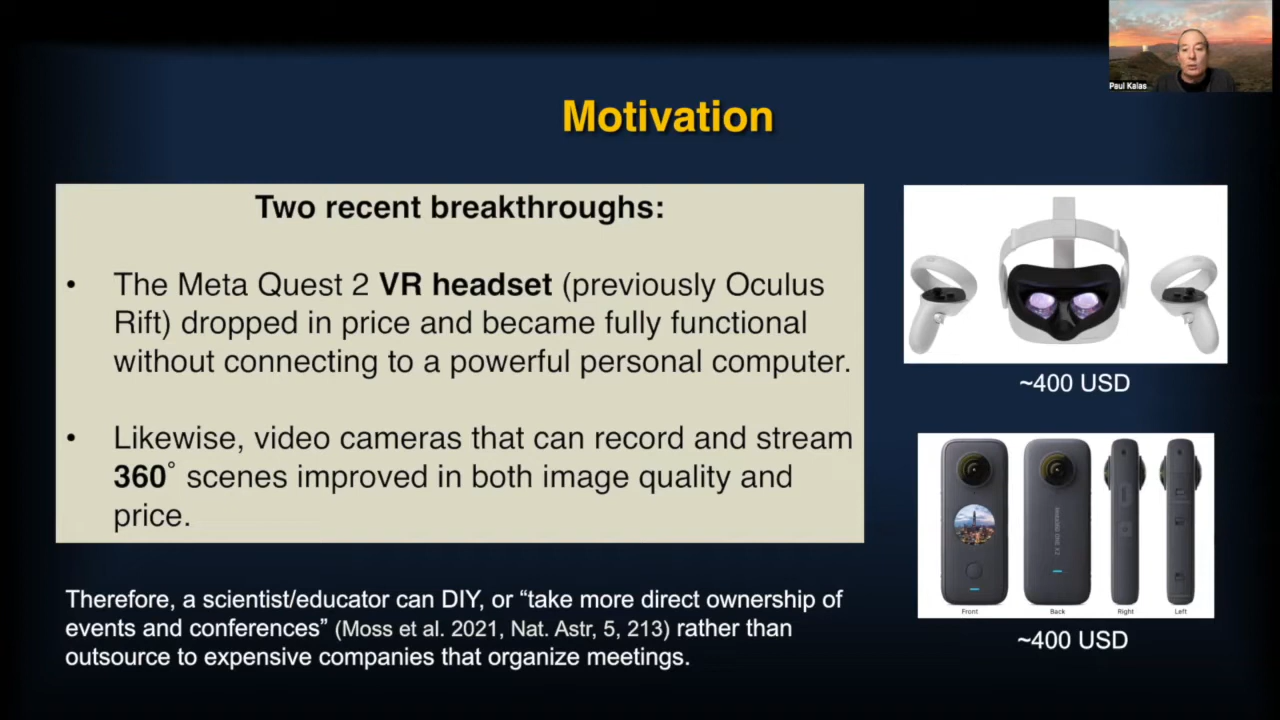 Paul Kalas
Motivation
Two recent breakthroughs:
• The Meta Quest 2 VR headset (previously Oculus
Rift) dropped in price and became fully functional
without connecting to a powerful personal computer.
• Likewise, video cameras that can record and stream
360° scenes improved in both image quality and
price.
~400 USD
Insta360 ONE X2
Front Back Right Left
~400 USD
Therefore, a scientist/educator can DIY, or “take more direct ownership of
events and conferences” (Moss et al. 2021, Nat. Astr, 5, 213) rather than
outsource to expensive companies that organize meetings.